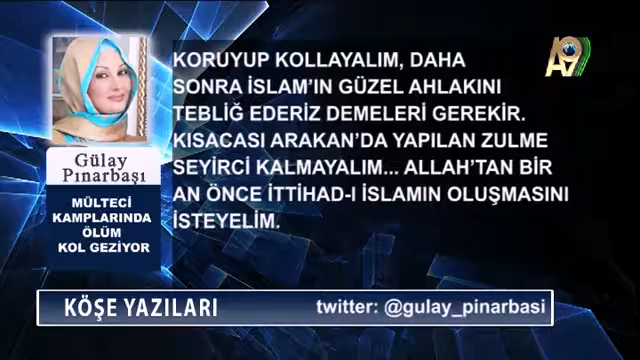 KORUYUP KOLLAYALIM, DAHA
SONRA İSLAM'IN GÜZEL AHLAKINI
TEBLİĞ EDERİZ DEMELERİ GEREKİR.
KISACASI ARAKAN'DA YAPILAN ZULME
SEYİRCİ KALMAYALIM... ALLAH'TAN BİR
AN ÖNCE İTTİHAD-I İSLAMIN OLUŞMASINI
İSTEYELİM.
A9
Gülay
Pınarbaşı
MÜLTECİ
KAMPLARINDA
ÖLÜM
KOL GEZİYOR
KÖŞE YAZILARI
twitter: @gulay_pinarbasi